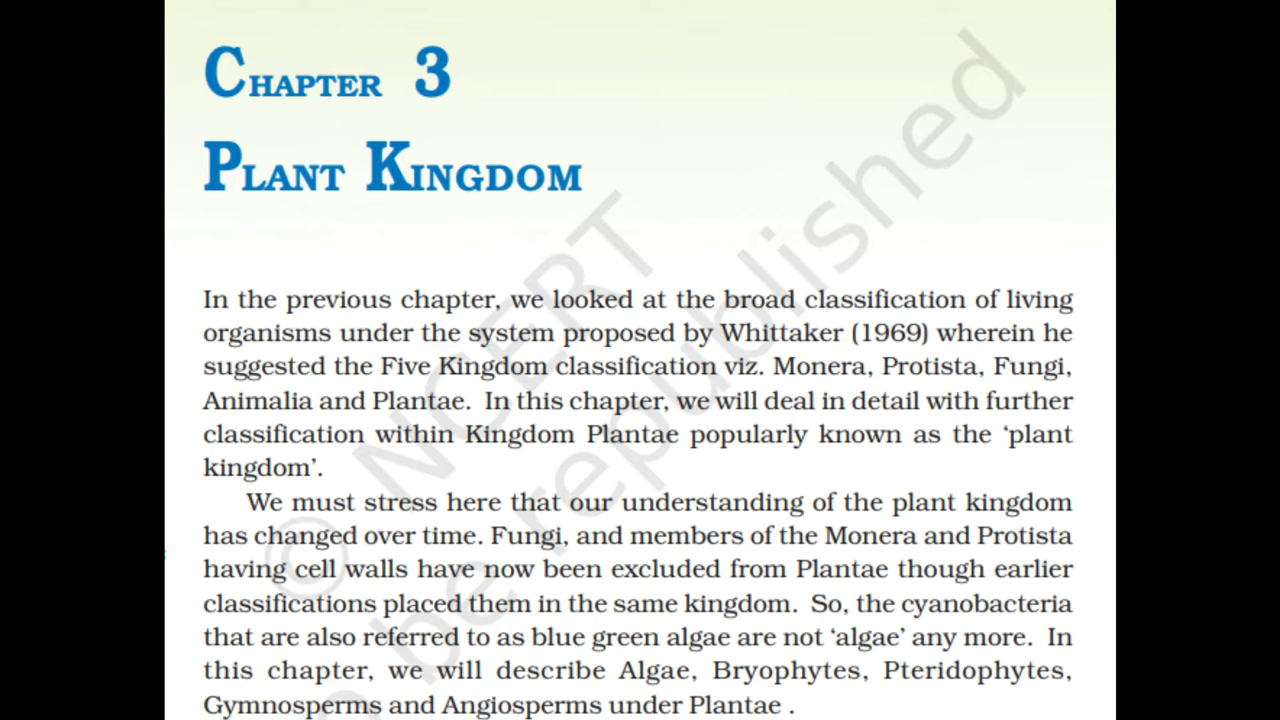 CHAPTER 3
PLANT KINGDOM
In the previous chapter, we looked at the broad classification of living
organisms under the system proposed by Whittaker (1969) wherein he
suggested the Five Kingdom classification viz. Monera, Protista, Fungi,
Animalia and Plantae. In this chapter, we will deal in detail with further
classification within Kingdom Plantae popularly known as the ‘plant
kingdom’.
We must stress here that our understanding of the plant kingdom
has changed over time. Fungi, and members of the Monera and Protista
having cell walls have now been excluded from Plantae though earlier
classifications placed them in the same kingdom. So, the cyanobacteria
that are also referred to as blue green algae are not ‘algae’ any more. In
this chapter, we will describe Algae, Bryophytes, Pteridophytes,
Gymnosperms and Angiosperms under Plantae .
© NCERT
be republished